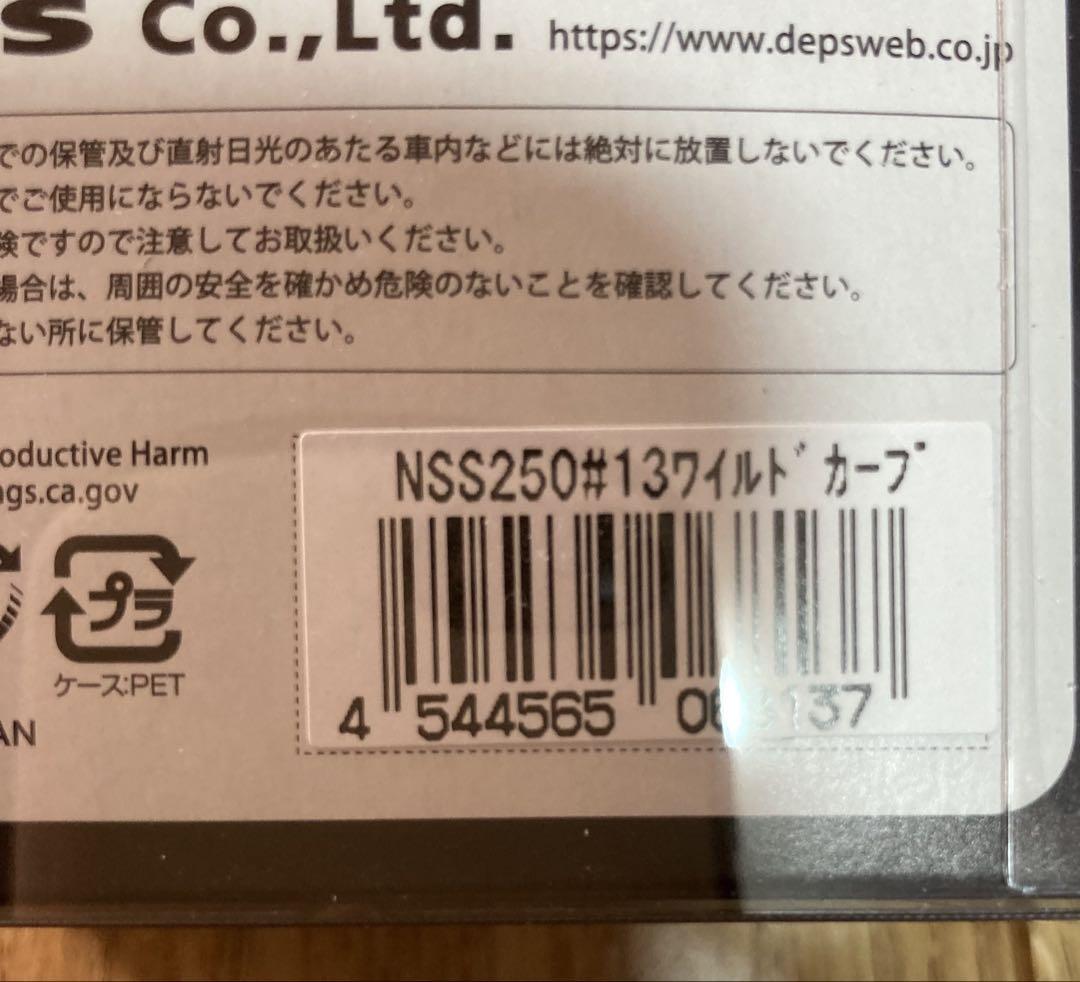 s Co.,Ltd. https://www.depsweb.co.jp
での保管及び直射日光のあたる車内などには絶対に放置しないでください。
でご使用にならないでください。
険ですので注意してお取扱いください。
場合は、周囲の安全を確かめ危険のないことを確認してください。
ない所に保管してください。
oductive Harm
ngs.ca.gov
プラ
ケース:PET
AN
NSS250#13ワイルド カーブ
4 544565